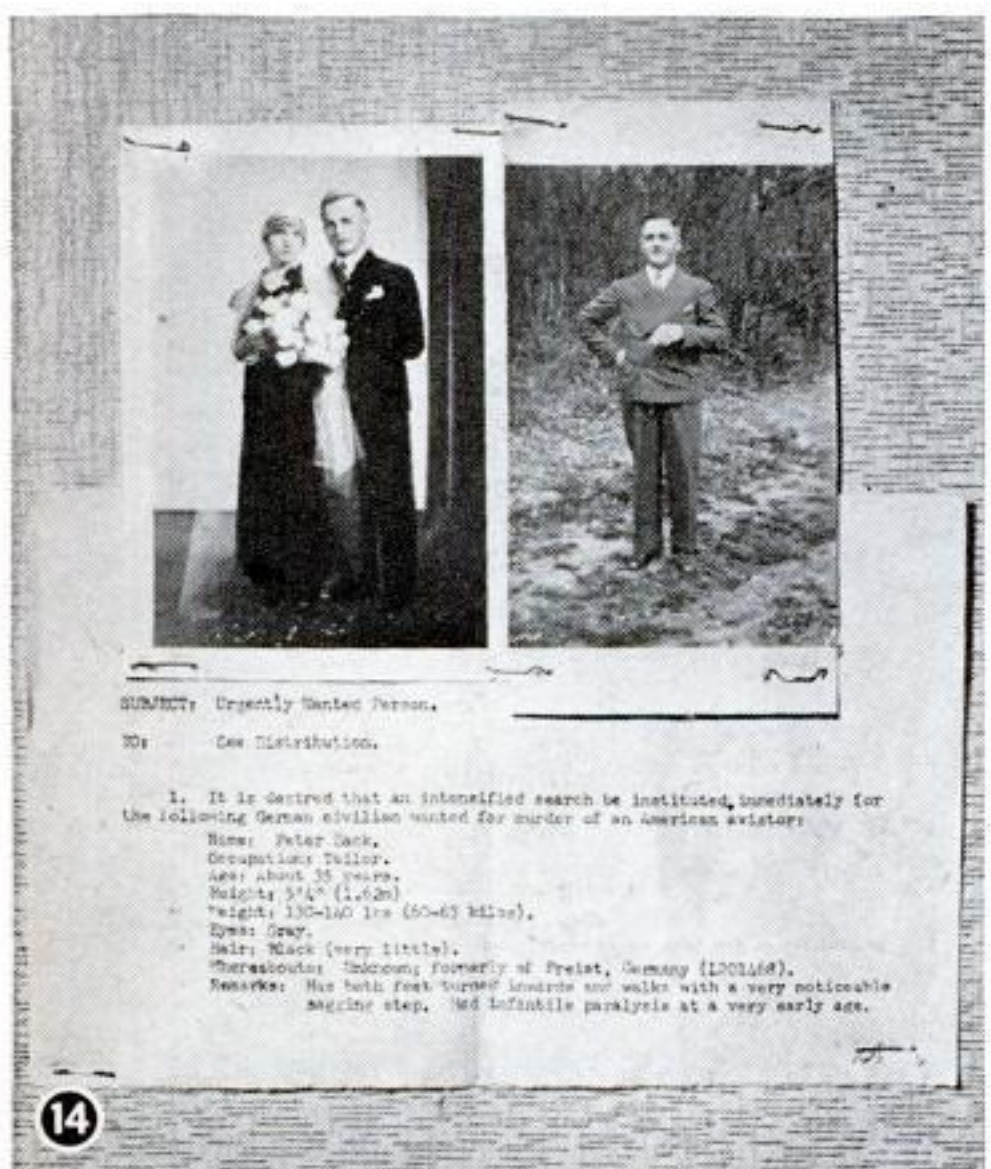 SUBJECT: Urgently Wanted Person.
TO: See Distribution.
1. It is desired that an intensified search be instituted immediately for
the following German civilian wanted for murder of an American aviator:
Name: Peter
Occupation: Tailor.
Age: About 35 years.
Height: 5'4" (1.62m)
Weight: 130-140 lbs (60-65 kilos).
Eyes: Gray.
Hair: Black (very little).
Whereabouts: Unknown; formerly of Preist, Germany
Remarks: Has both feet turned inwards and walks with a very noticeable
step. Had infantile paralysis at a very early age.
14